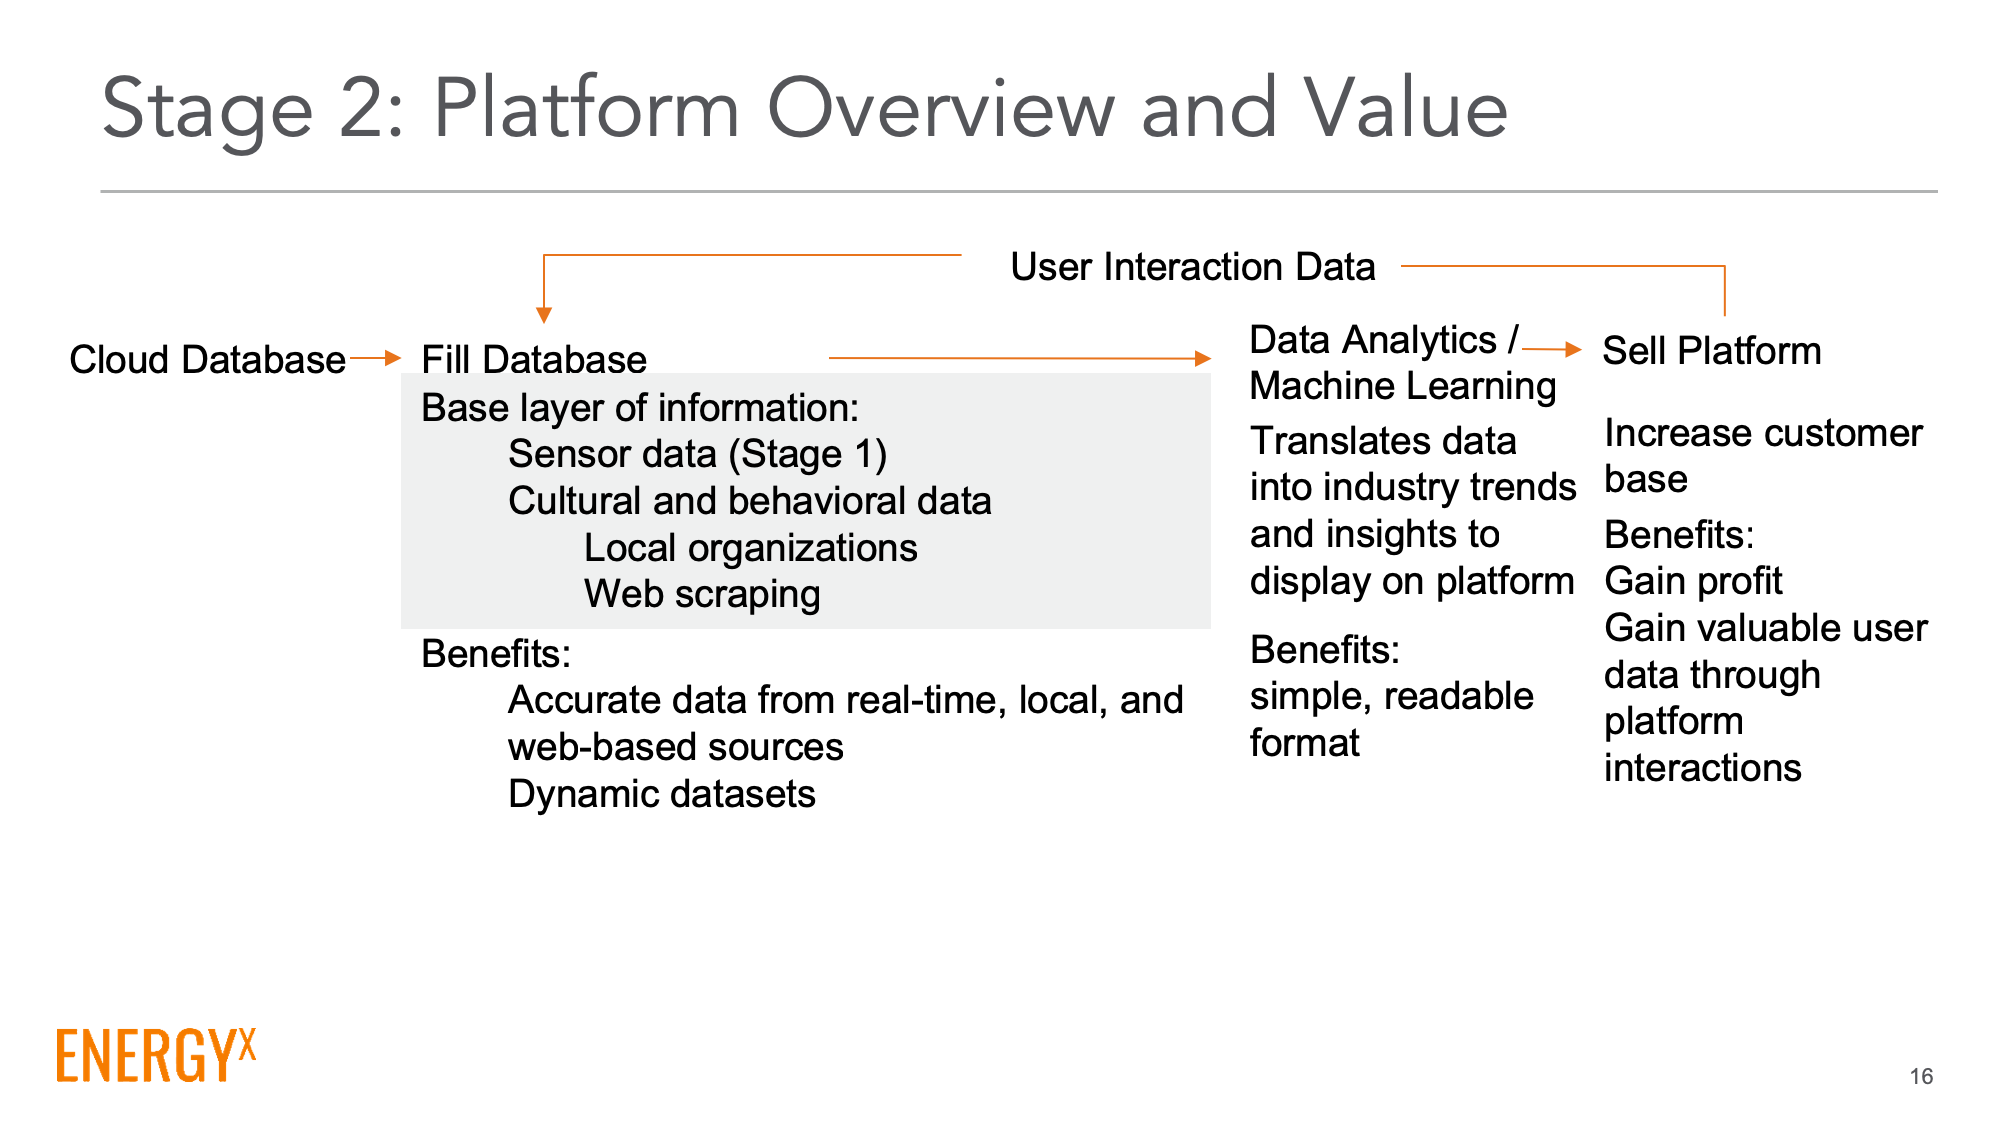 Stage 2: Platform Overview and Value
User Interaction Data
Cloud Database
Fill Database
Base layer of information:
Sensor data (Stage 1)
Cultural and behavioral data
Local organizations
Web scraping
Benefits:
Accurate data from real-time, local, and
web-based sources
Dynamic datasets
Data Analytics /
Machine Learning
Translates data
into industry trends
and insights to
display on platform
Benefits:
simple, readable
format
Sell Platform
Increase customer
base
Benefits:
Gain profit
Gain valuable user
data through
platform
interactions
ENERGYX
16